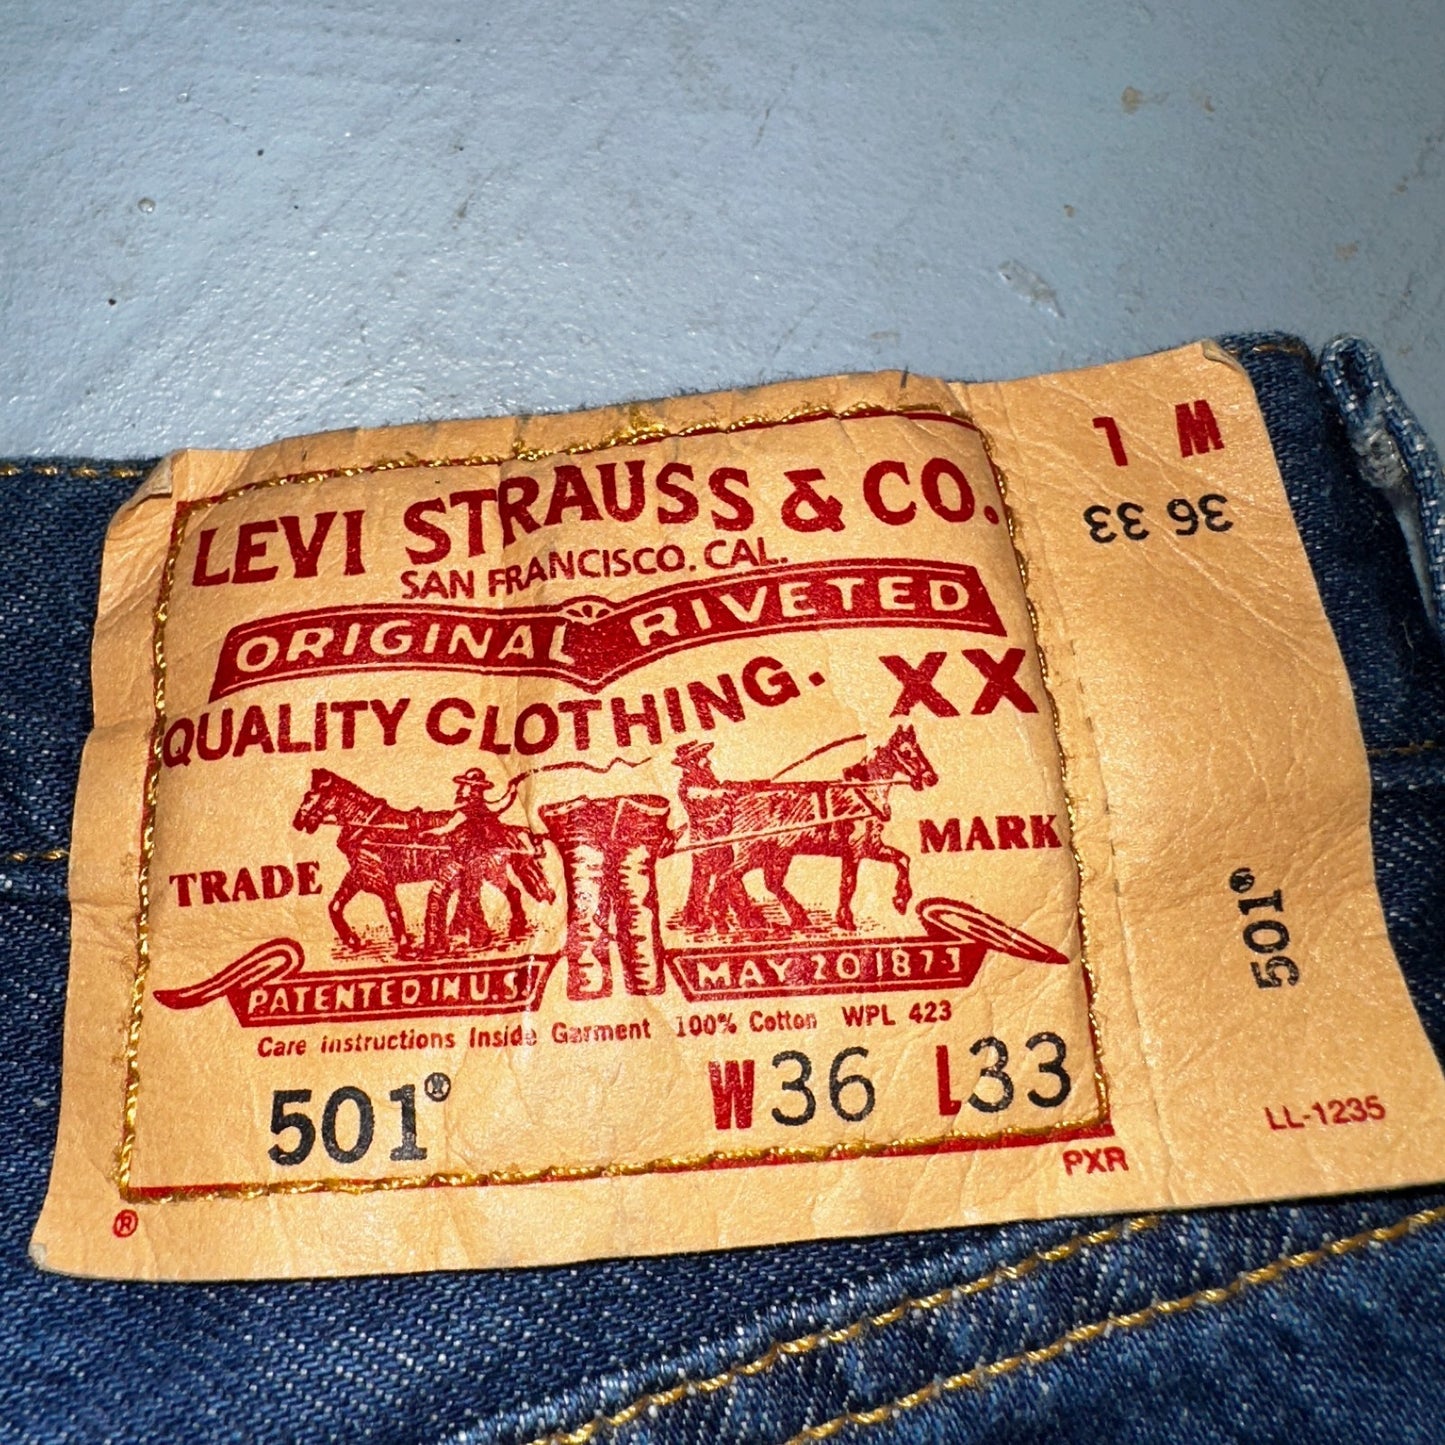 LEVI STRAUSS & CO.
SAN FRANCISCO. CAL.
ORIGINAL RIVETED
QUALITY CLOTHING. XX
TRADE MARK
PATENTED IN U.S. MAY 20 1873
Care instructions Inside Garment 100% Cotton WPL 423
501® W36 L33
PXR
®
W L
36 33
501®
LL-1235